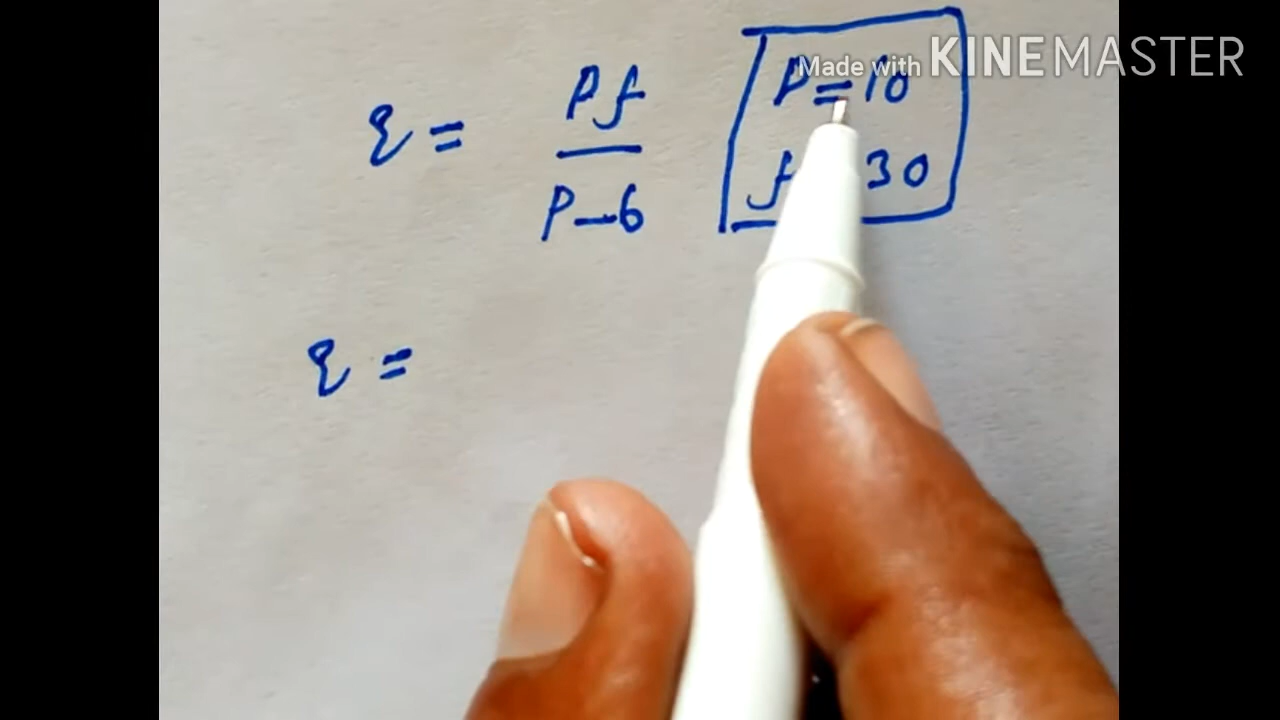 Made with KINEMASTER
q = Pf / P-6
P = 10
f 30
q =